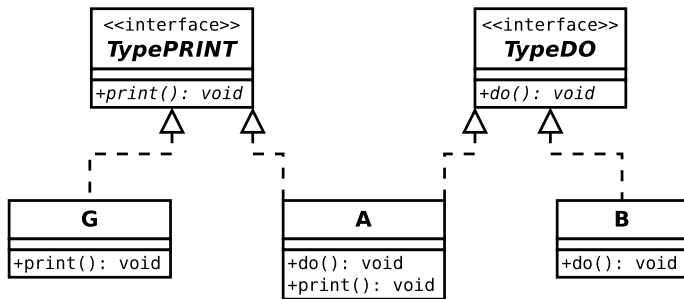 <<interface>>
TypePRINT
+print(): void
<<interface>>
TypeDO
+do(): void
G
+print(): void
A
+do(): void
+print(): void
B
+do(): void